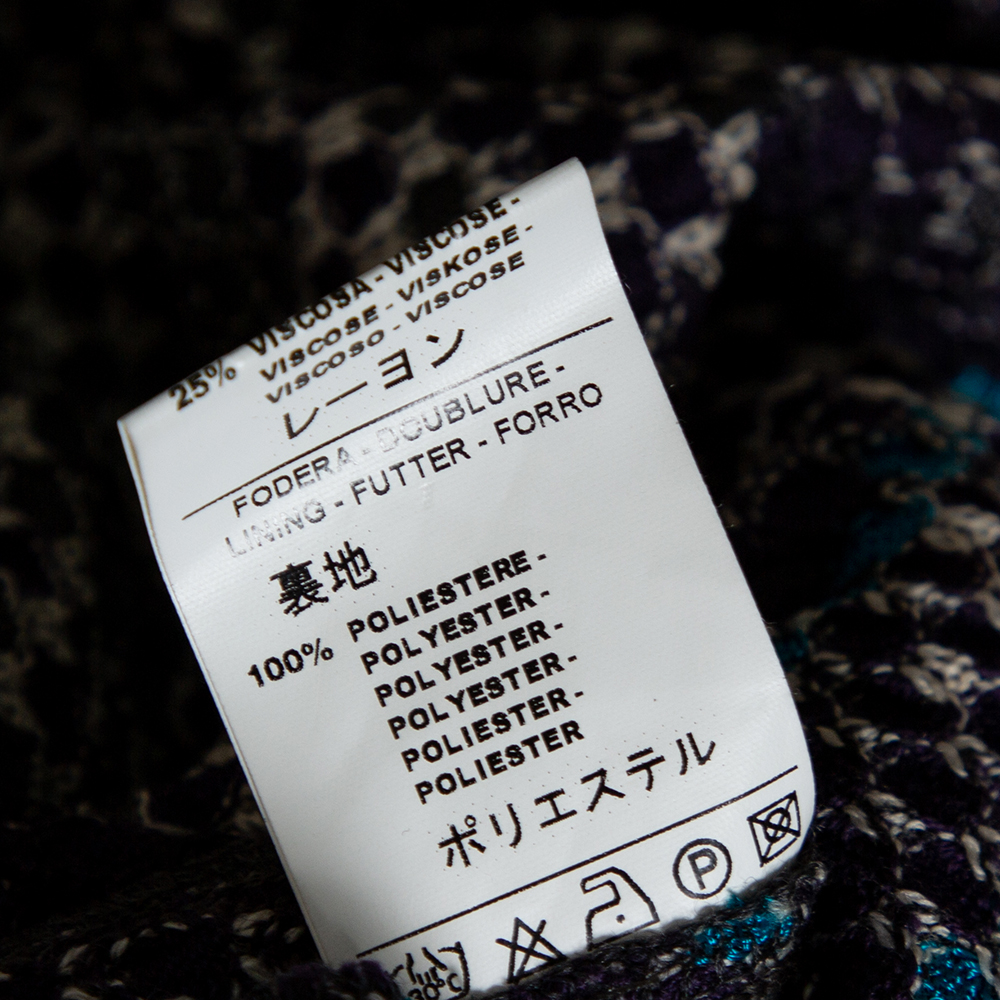 25% VISCOSA - VISCOSE -
VISCOSE - VISKOSE -
VISCOSO - VISCOSE
レーヨン
FODERA - DOUBLURE -
LINING - FUTTER - FORRO
裏地
100% POLIESTERE -
POLYESTER -
POLYESTER -
POLYESTER -
POLIESTER -
POLIESTER
ポリエステル
P
30°C